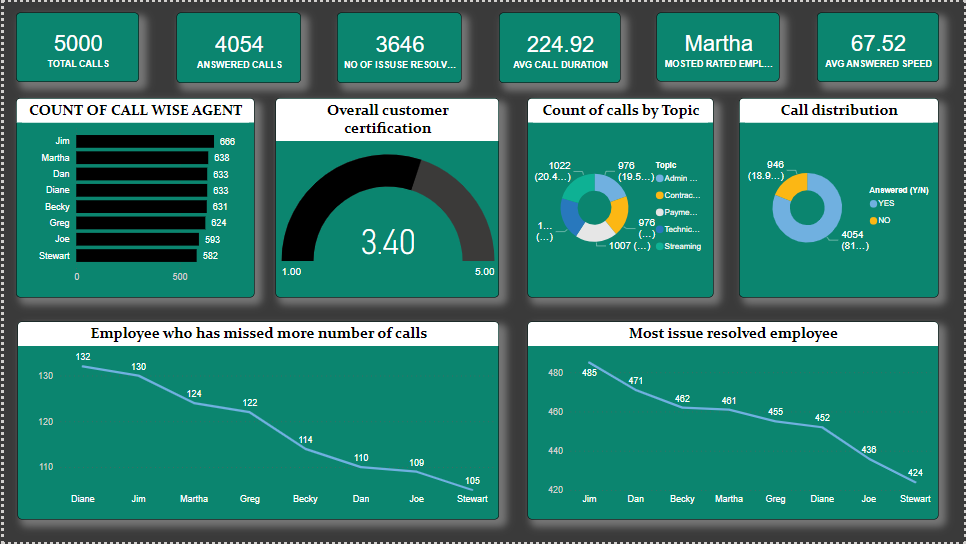 5000
TOTAL CALLS
4054
ANSWERED CALLS
3646
NO OF ISSUSE RESOLV...
224.92
AVG CALL DURATION
Martha
MOSTED RATED EMPL...
67.52
AVG ANSWERED SPEED
COUNT OF CALL WISE AGENT
Jim 666
Martha 638
Dan 633
Diane 633
Becky 631
Greg 624
Joe 593
Stewart 582
0 500
Overall customer
certification
3.40
1.00 5.00
Count of calls by Topic
1022
(20.4...)
976
(19.5...)
976
(...)
1007 (...)
1...
(...)
Topic
Admin ...
Contrac...
Payme...
Technic...
Streaming
Call distribution
946
(18.9...)
4054
(81...)
Answered (Y/N)
YES
NO
Employee who has missed more number of calls
130
120
110
132
130
124
122
114
110
109
105
Diane Jim Martha Greg Becky Dan Joe Stewart
Most issue resolved employee
480
460
440
420
485
471
462
461
455
452
436
424
Jim Dan Becky Martha Greg Diane Joe Stewart